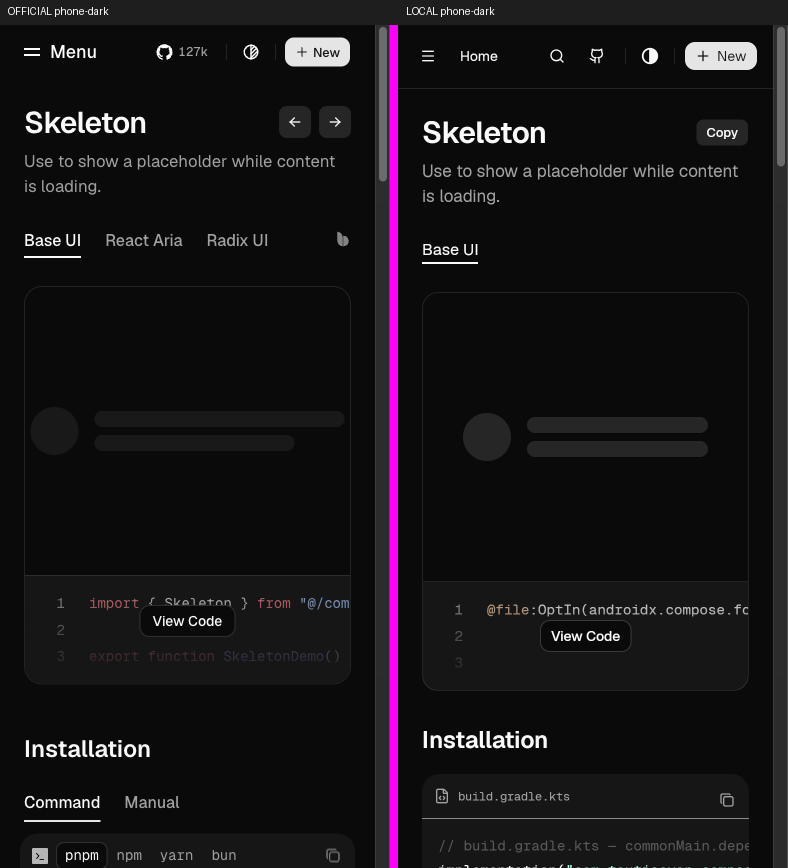 OFFICIAL phone-dark
Menu 127k New
Skeleton
Use to show a placeholder while content
is loading.
Base UI React Aria Radix UI
1 import { Skeleton } from "@/com
2
View Code
3 export function SkeletonDemo()
Installation
Command Manual
pnpm npm yarn bun
LOCAL phone-dark
Home New
Skeleton Copy
Use to show a placeholder while content
is loading.
Base UI
1 @file:OptIn(androidx.compose.fo
2
View Code
3
Installation
build.gradle.kts
// build.gradle.kts — commonMain.depe